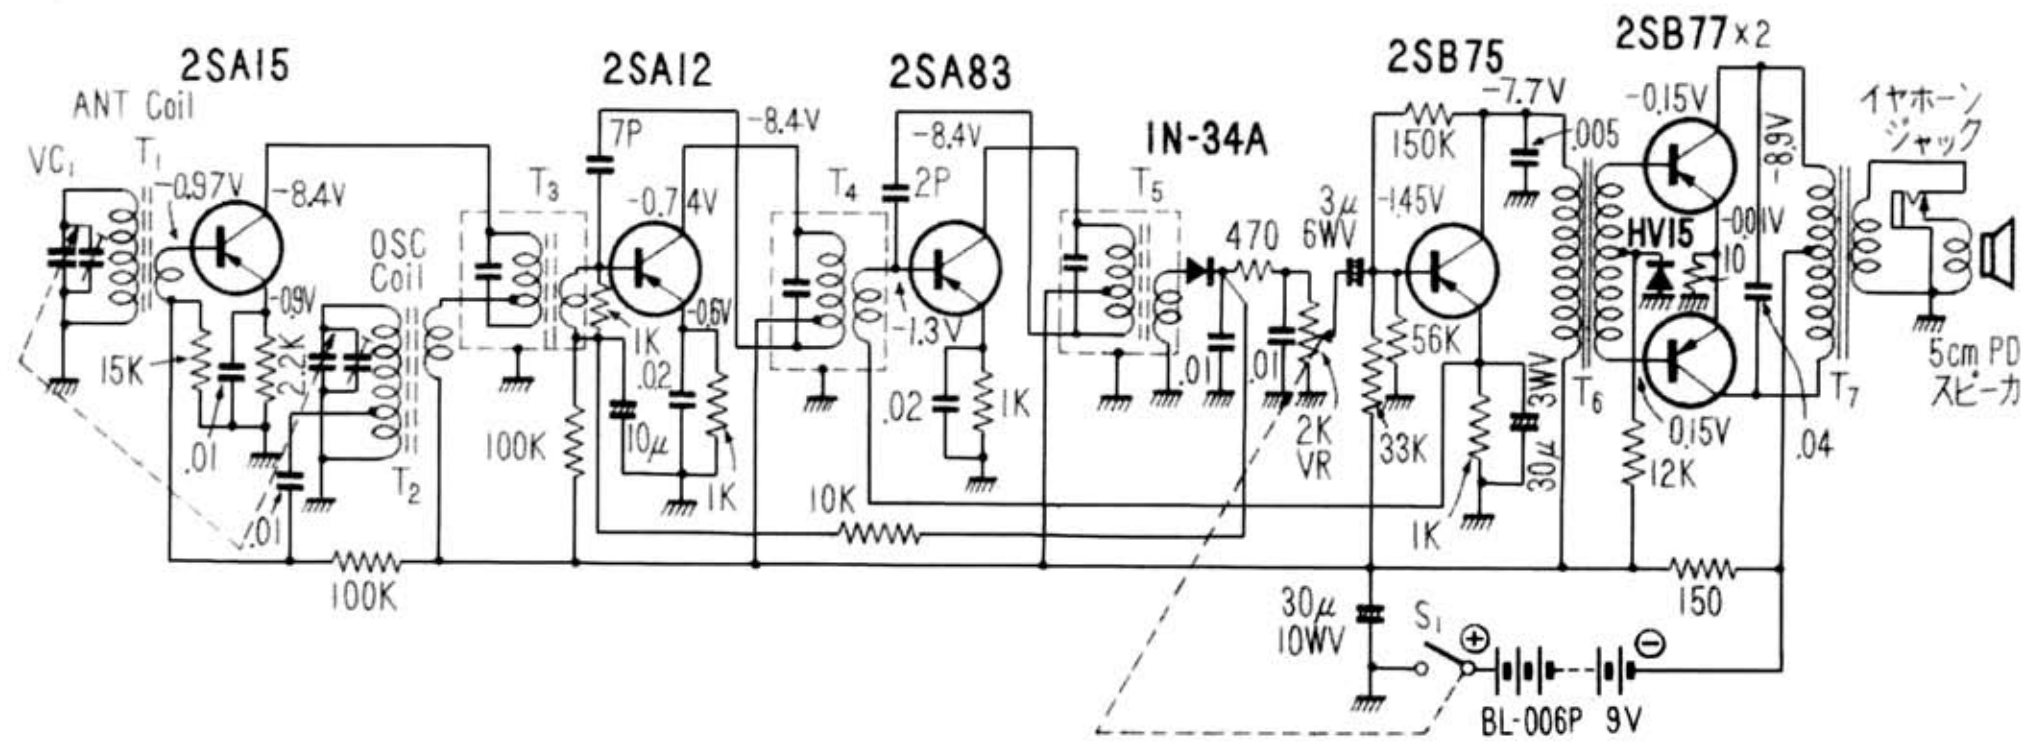 2SA15
2SA12
2SA83
2SB75
2SB77×2
ANT Coil
VC₁
T₁
-0.97V
-8.4V
-0.9V
15K
.01
2.2K
OSC
Coil
T₂
.01
100K
T₃
7P
-0.74V
-8.4V
1K
-0.5V
.02
10μ
1K
100K
T₄
2P
-8.4V
-1.3V
.02
1K
10K
T₅
1N-34A
470
.01
.01
2K
VR
3μ
6WV
-1.45V
150K
-7.7V
.005
56K
33K
1K
3WV
30μ
T₆
-0.15V
HV15
-0.01V
10
-8.9V
0.15V
12K
.04
T₇
イヤホーン
ジャック
5cm PD
スピーカ
150
30μ
10WV
S₁
⊕
⊖
BL-006P 9V